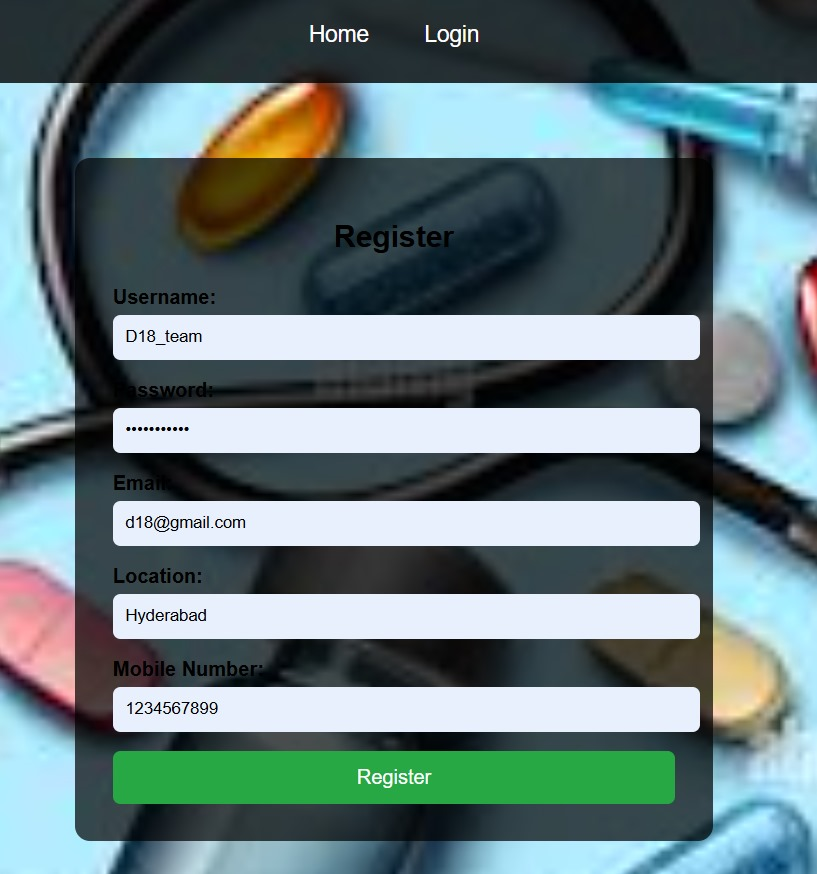 Home Login
Register
Username:
D18_team
Password:
•••••••••••
Email:
d18@gmail.com
Location:
Hyderabad
Mobile Number:
1234567899
Register